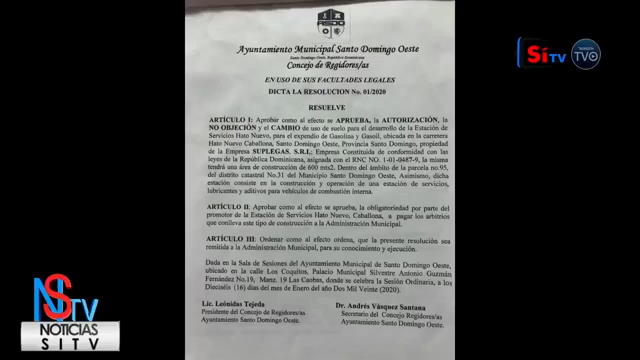 Ayuntamiento Municipal Santo Domingo Oeste
Santo Domingo Oeste, República Dominicana
Concejo de Regidores/as
EN USO DE SUS FACULTADES LEGALES
DICTA LA RESOLUCION No. 01/2020
RESUELVE
ARTÍCULO I: Aprobar como al efecto se APRUEBA, la AUTORIZACIÓN, la
NO OBJECIÓN y el CAMBIO de uso de suelo para el desarrollo de la Estación de
Servicios Hato Nuevo, para el expendio de Gasolina y Gasoil, ubicada en la carretera
Hato Nuevo Caballona, Santo Domingo Oeste, Provincia Santo Domingo, propiedad
de la Empresa SUPLEGAS, S.R.L; Empresa Constituida de conformidad con las
leyes de la República Dominicana, asignada con el RNC NO. 1-01-0487-9, la misma
tendrá una área de construcción de 600 mts2. Dentro del ámbito de la parcela no.95,
del distrito catastral No.31 del Municipio Santo Domingo Oeste, Asimismo, dicha
estación consiste en la construcción y operación de una estación de servicios,
lubricantes y aditivos para vehículos de combustión interna.
ARTÍCULO II: Aprobar como al efecto se aprueba, la obligatoriedad por parte del
promotor de la Estación de Servicios Hato Nuevo, Caballona, a pagar los arbitrios
que conlleva este tipo de construcción a la Administración Municipal.
ARTÍCULO III: Ordenar como al efecto ordena, que la presente resolución sea
remitida a la Administración Municipal, para su conocimiento y ejecución.
Dada en la Sala de Sesiones del Ayuntamiento Municipal de Santo Domingo Oeste,
ubicado en la calle Los Coquitos, Palacio Municipal Silvestre Antonio Guzmán
Fernández No.19, Manz. 19 Las Caobas, donde se celebra la Sesión Ordinaria, a los
Dieciséis (16) días del mes de Enero del año Dos Mil Veinte (2020).
Lic. Leónidas Tejeda
Dr. Andrés Vásquez Santana
Presidente del Concejo de Regidores/as
Secretario del Concejo Regidores/as
Ayuntamiento Santo Domingo Oeste.
Ayuntamiento Santo Domingo Oeste.
Sí TV
TVO
NSTV
NOTICIAS
SITV